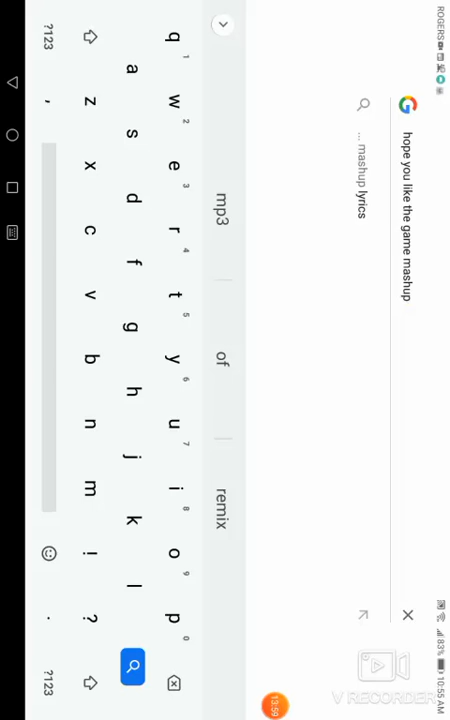 ROGERS
83% 10:55 AM
hope you like the game mashup
... mashup lyrics
V RECORDER
13:59
mp3 of remix
q w e r t y u i o p
1 2 3 4 5 6 7 8 9 0
a s d f g h j k l
z x c v b n m ! ?
?123 , . ?123